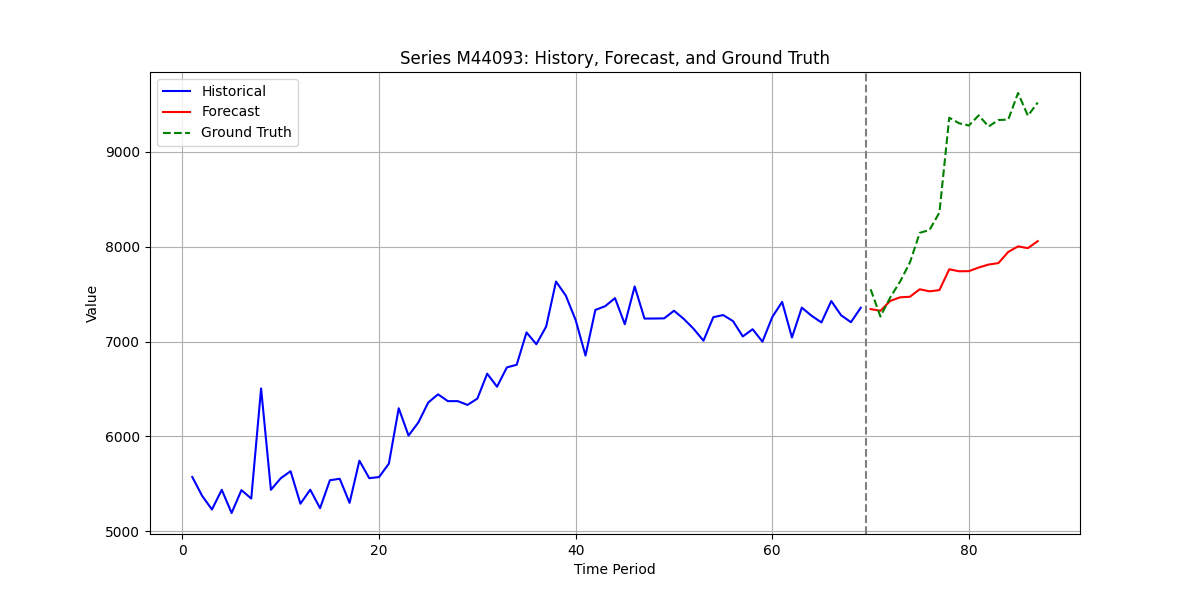 Series M44093: History, Forecast, and Ground Truth
Historical
Forecast
Ground Truth
Value
9000
8000
7000
6000
5000
0 20 40 60 80
Time Period